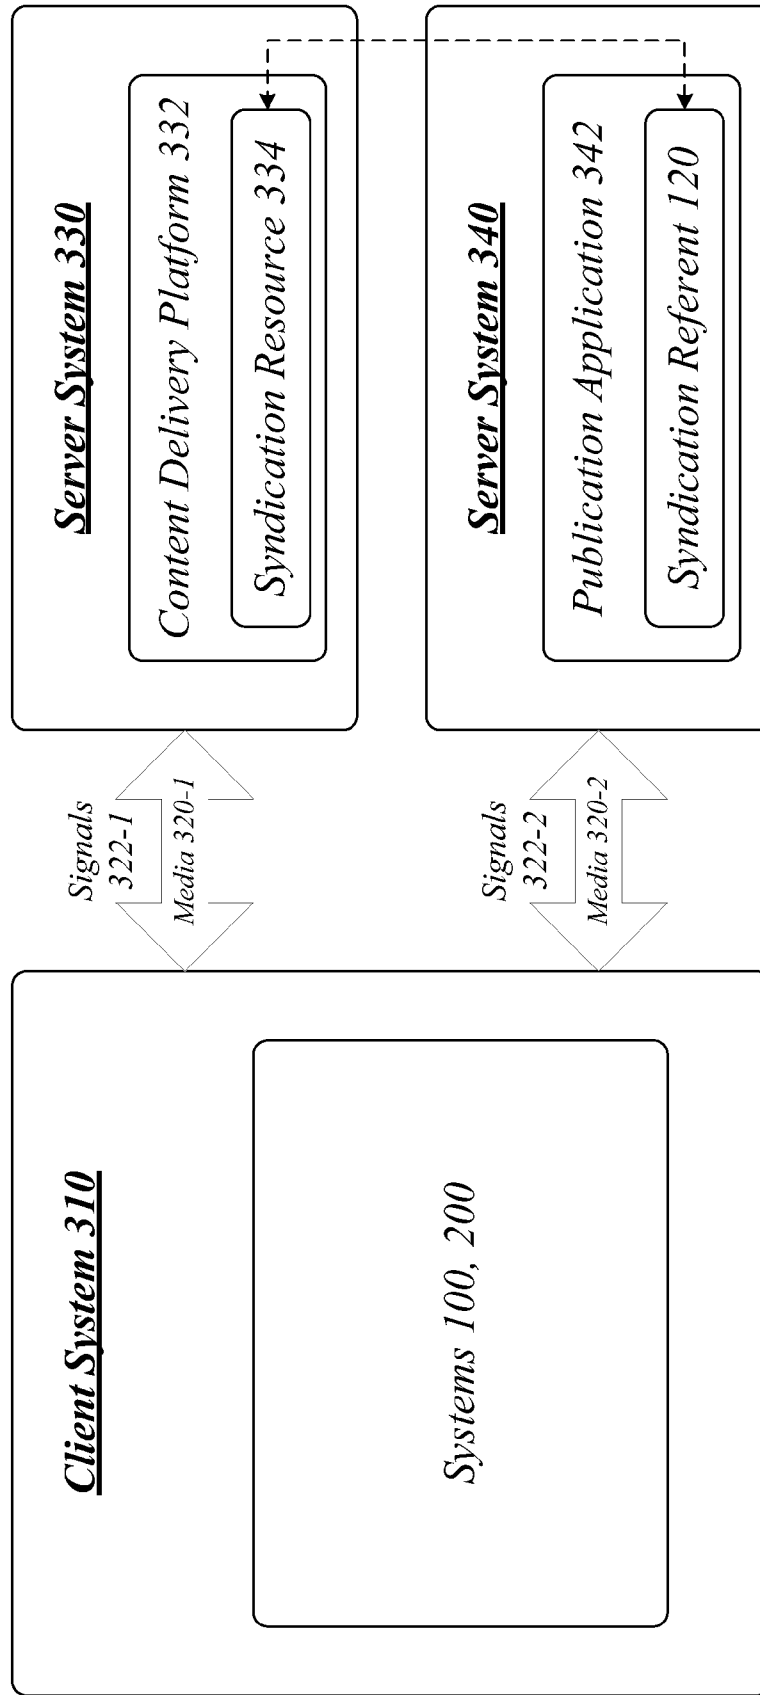 Client System 310
Systems 100, 200
Signals
322-1
Media 320-1
Signals
322-2
Media 320-2
Server System 330
Content Delivery Platform 332
Syndication Resource 334
Server System 340
Publication Application 342
Syndication Referent 120